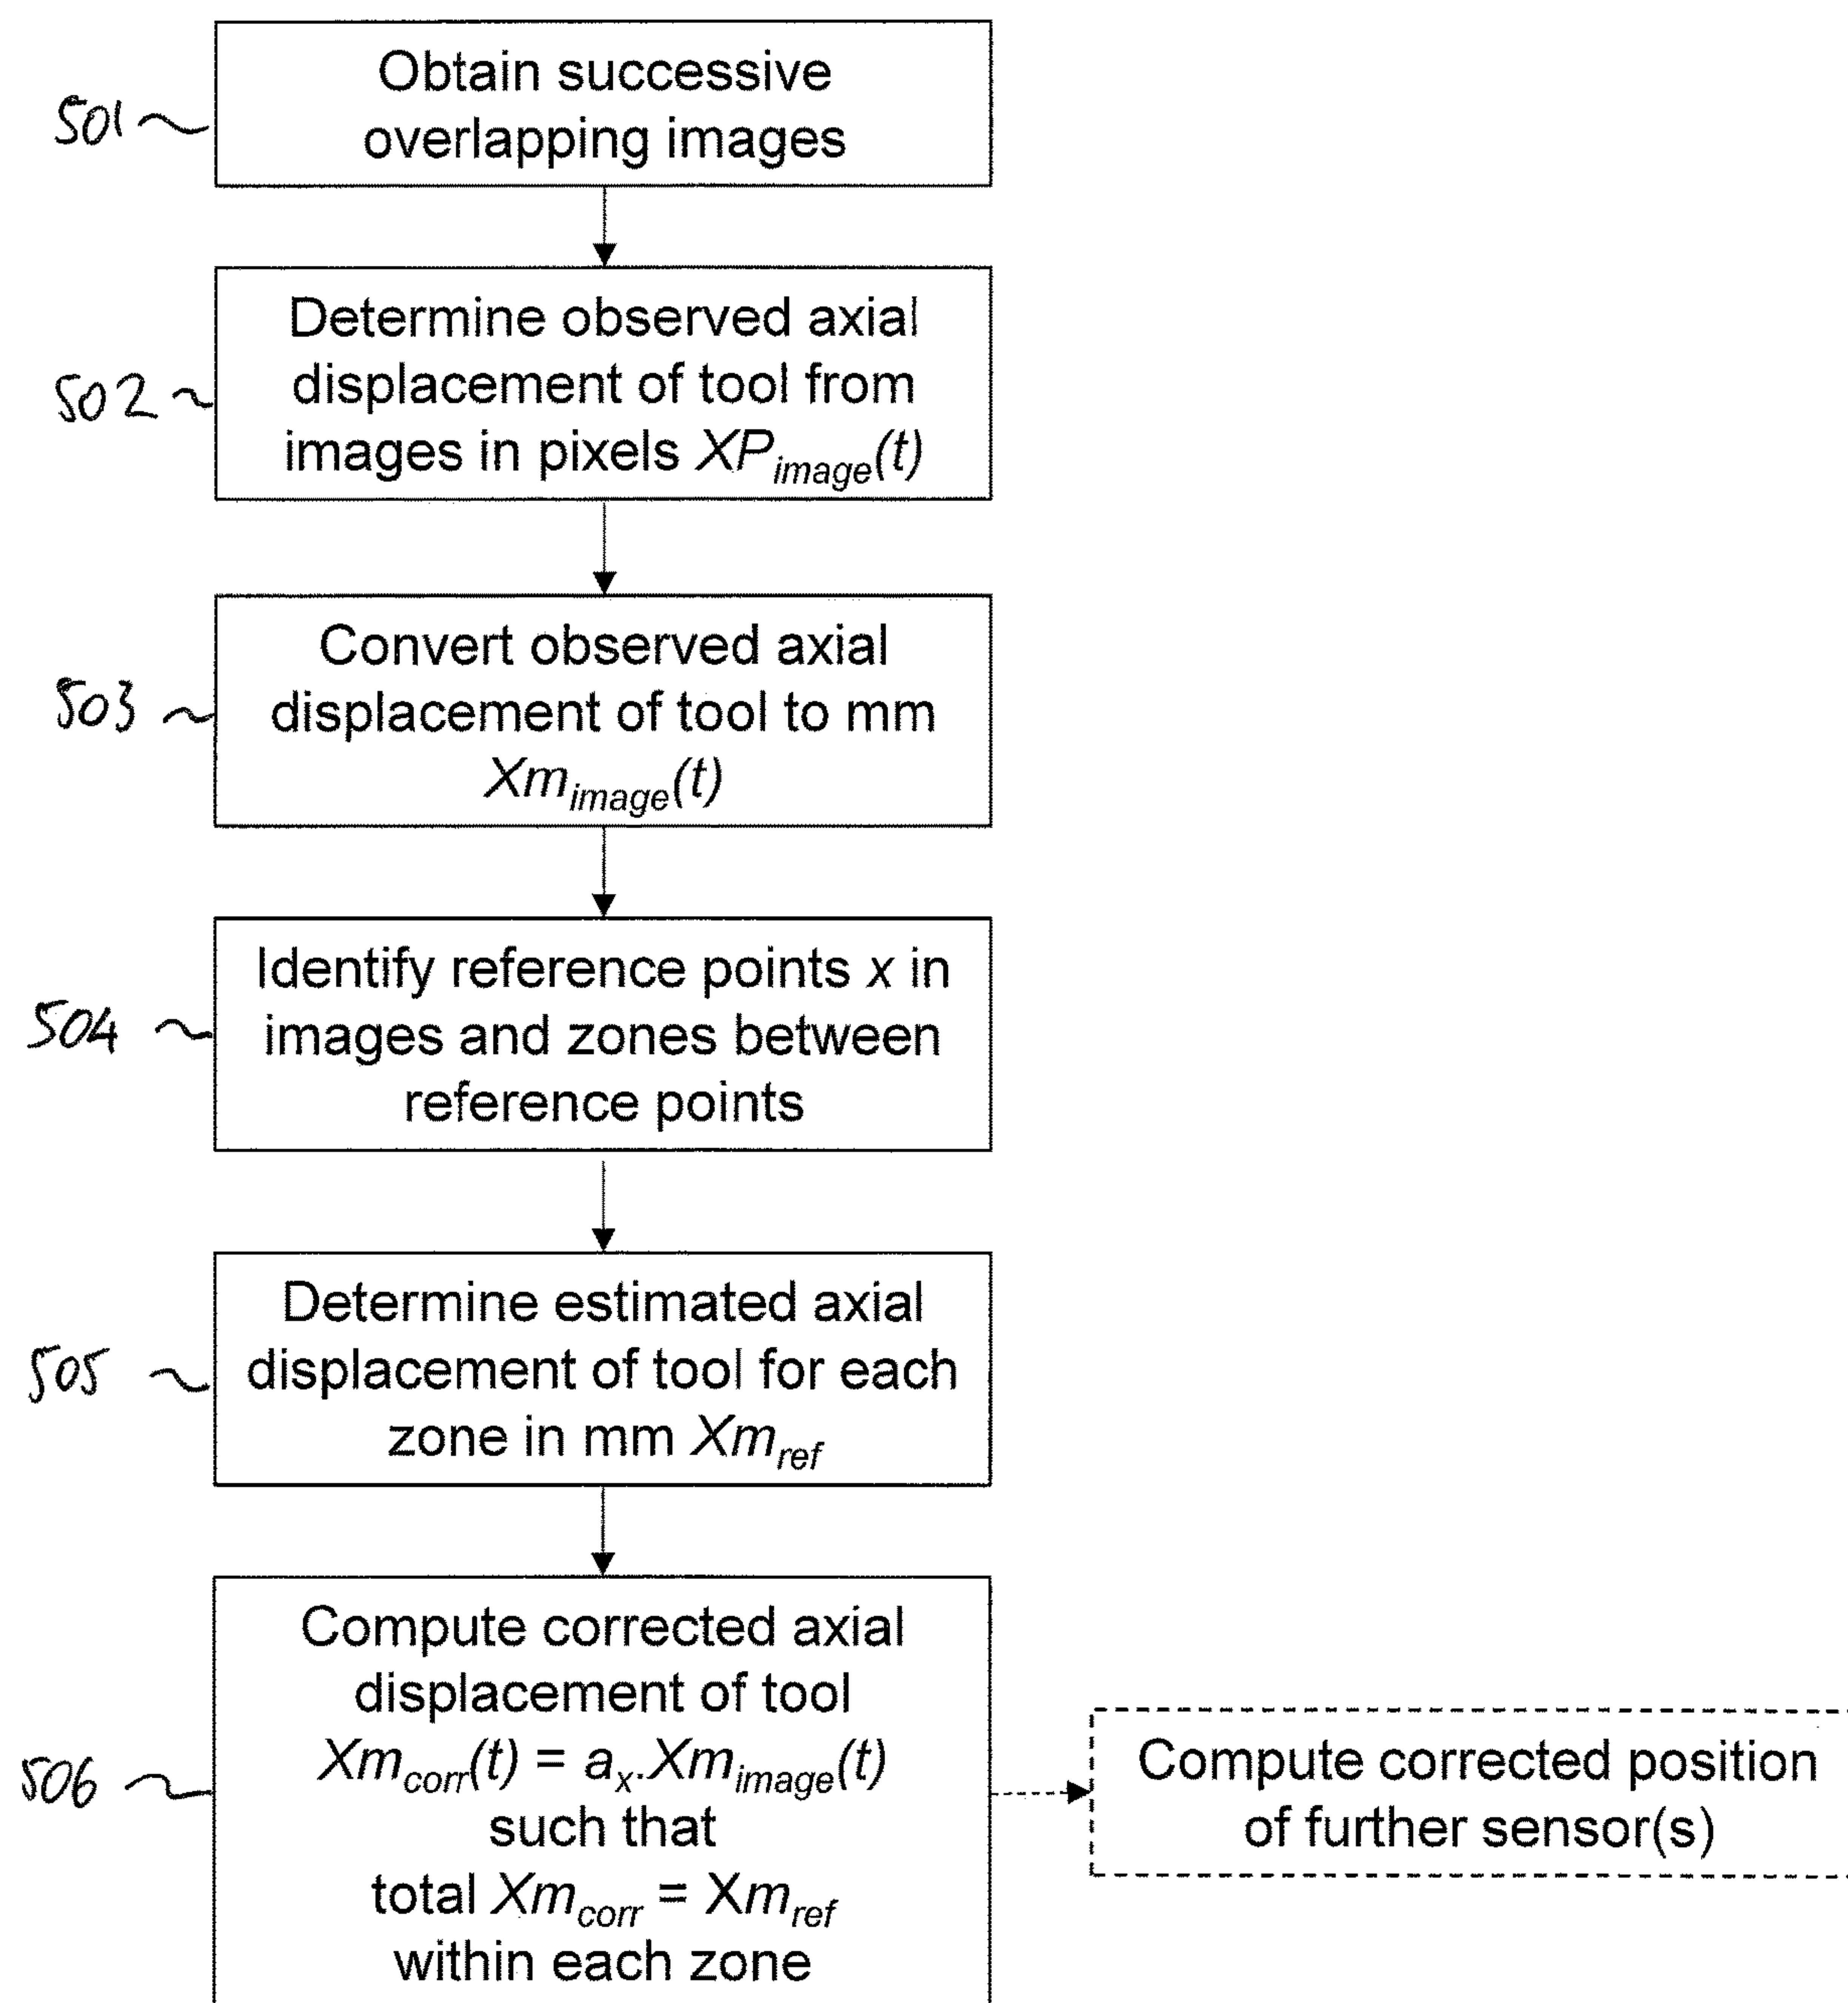 501
Obtain successive
overlapping images
502
Determine observed axial
displacement of tool from
images in pixels XPimage(t)
503
Convert observed axial
displacement of tool to mm
Xmimage(t)
504
Identify reference points x in
images and zones between
reference points
505
Determine estimated axial
displacement of tool for each
zone in mm Xmref
506
Compute corrected axial
displacement of tool
Xmcorr(t) = ax.Xmimage(t)
such that
total Xmcorr = Xmref
within each zone
Compute corrected position
of further sensor(s)